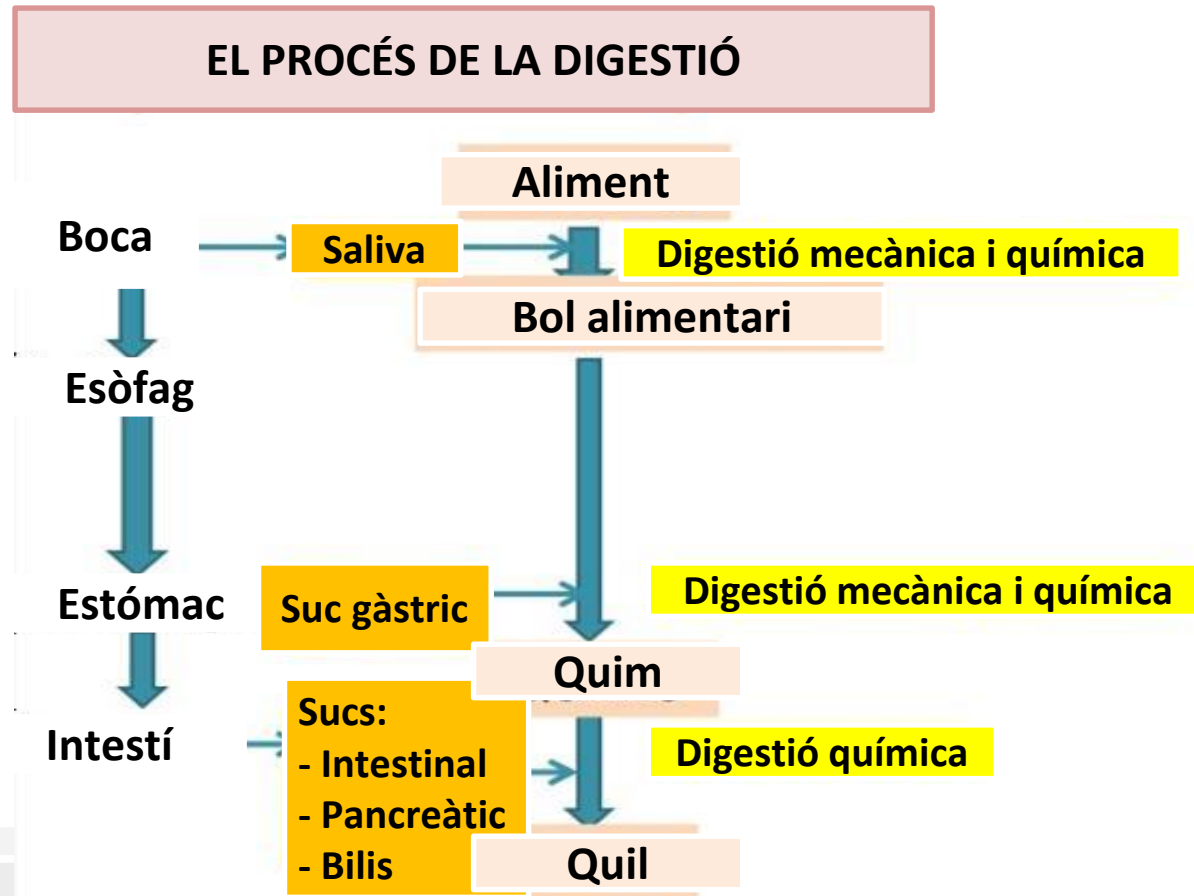 EL PROCÉS DE LA DIGESTIÓ
Aliment
Boca
Saliva
Digestió mecànica i química
Bol alimentari
Esòfag
Estómac
Suc gàstric
Digestió mecànica i química
Quim
Intestí
Sucs:
- Intestinal
- Pancreàtic
- Bilis
Digestió química
Quil